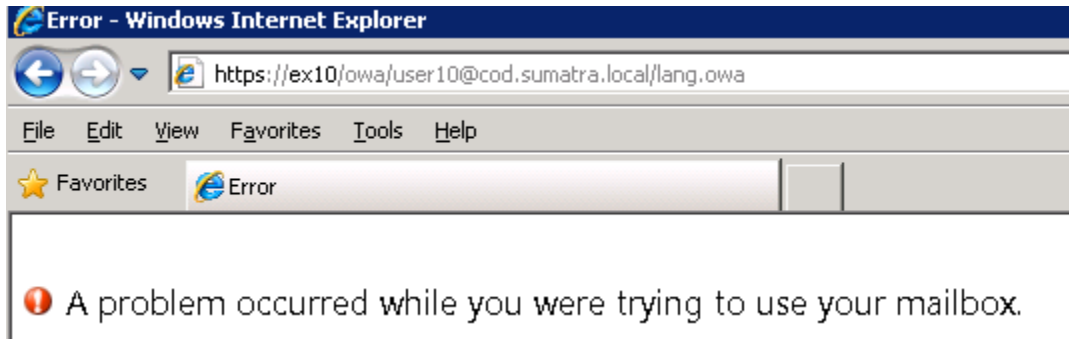 Error - Windows Internet Explorer
https://ex10/owa/user10@cod.sumatra.local/lang.owa
File Edit View Favorites Tools Help
Favorites Error
A problem occurred while you were trying to use your mailbox.